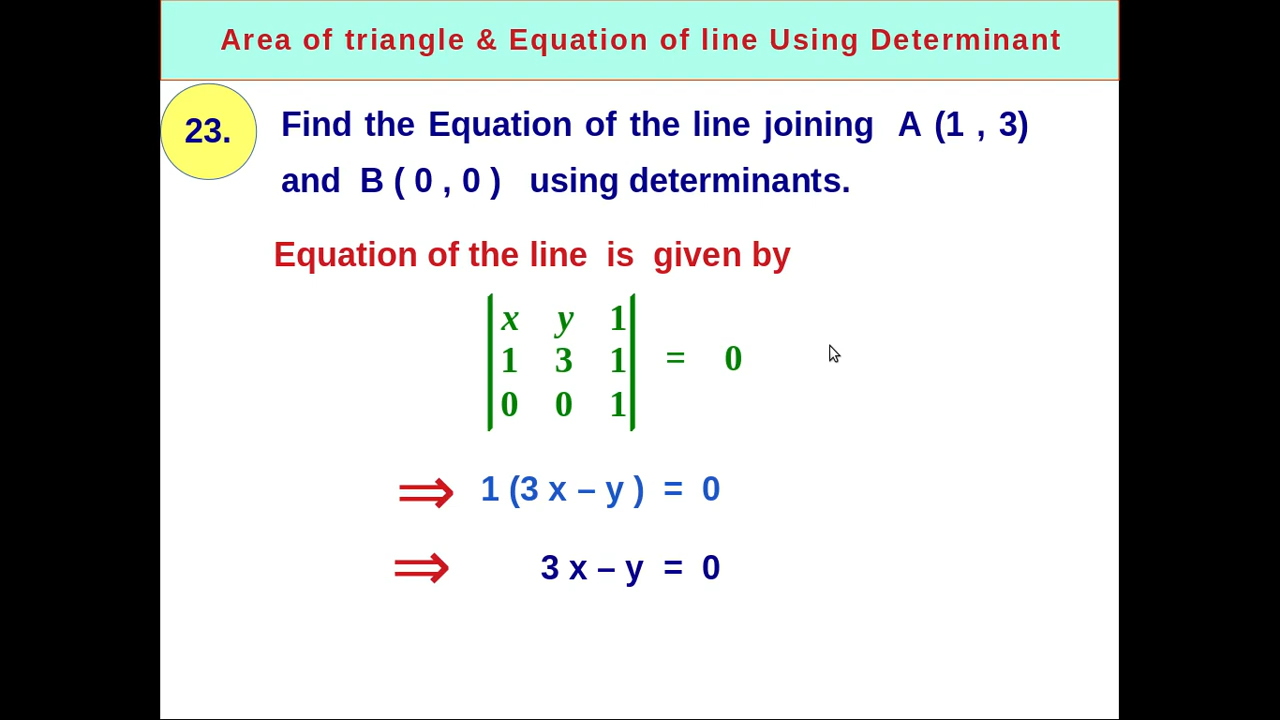 Area of triangle & Equation of line Using Determinant
23.
Find the Equation of the line joining A (1 , 3)
and B ( 0 , 0 ) using determinants.
Equation of the line is given by
x y 1
1 3 1 = 0
0 0 1
⇒ 1 (3 x – y ) = 0
⇒ 3 x – y = 0